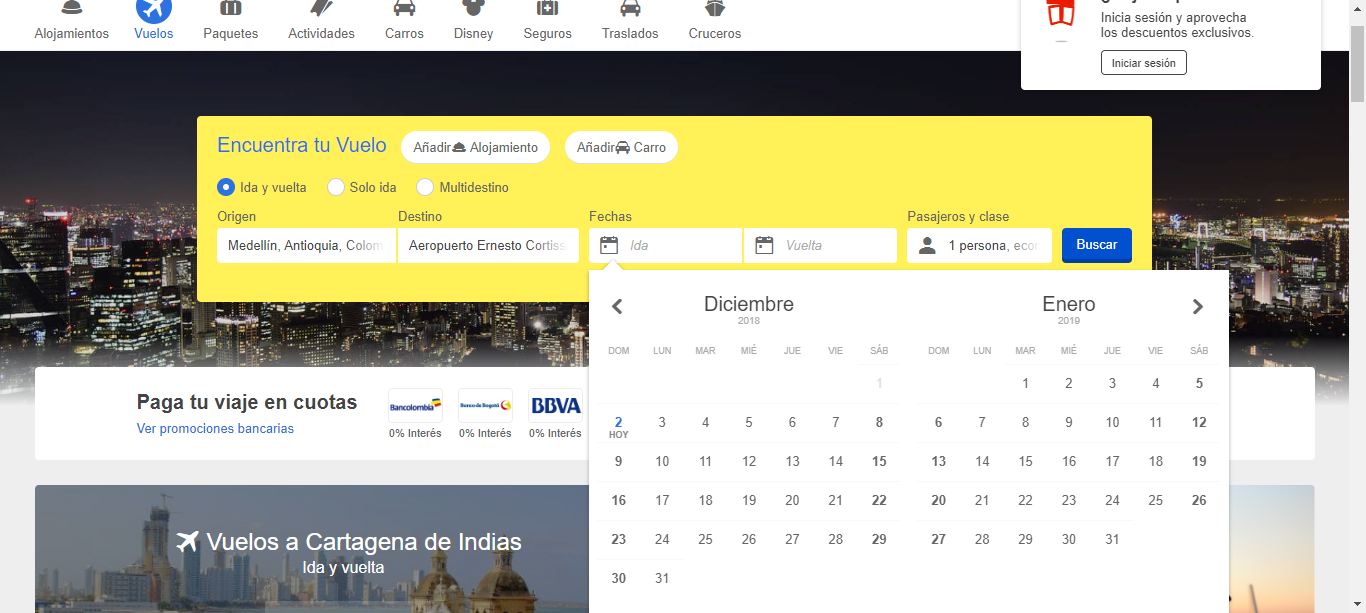 Alojamientos Vuelos Paquetes Actividades Carros Disney Seguros Traslados Cruceros
Inicia sesión y aprovecha
los descuentos exclusivos.
Iniciar sesión
Encuentra tu Vuelo Añadir Alojamiento Añadir Carro
Ida y vuelta Solo ida Multidestino
Origen Destino Fechas Pasajeros y clase
Medellín, Antioquia, Colom Aeropuerto Ernesto Cortiss Ida Vuelta 1 persona, econ Buscar
Diciembre
2018
DOM LUN MAR MIÉ JUE VIE SÁB
1
2 3 4 5 6 7 8
HOY
9 10 11 12 13 14 15
16 17 18 19 20 21 22
23 24 25 26 27 28 29
30 31
Enero
2019
DOM LUN MAR MIÉ JUE VIE SÁB
1 2 3 4 5
6 7 8 9 10 11 12
13 14 15 16 17 18 19
20 21 22 23 24 25 26
27 28 29 30 31
Paga tu viaje en cuotas
Ver promociones bancarias
Bancolombia Banco de Bogotá BBVA
0% Interés 0% Interés 0% Interés
Vuelos a Cartagena de Indias
Ida y vuelta